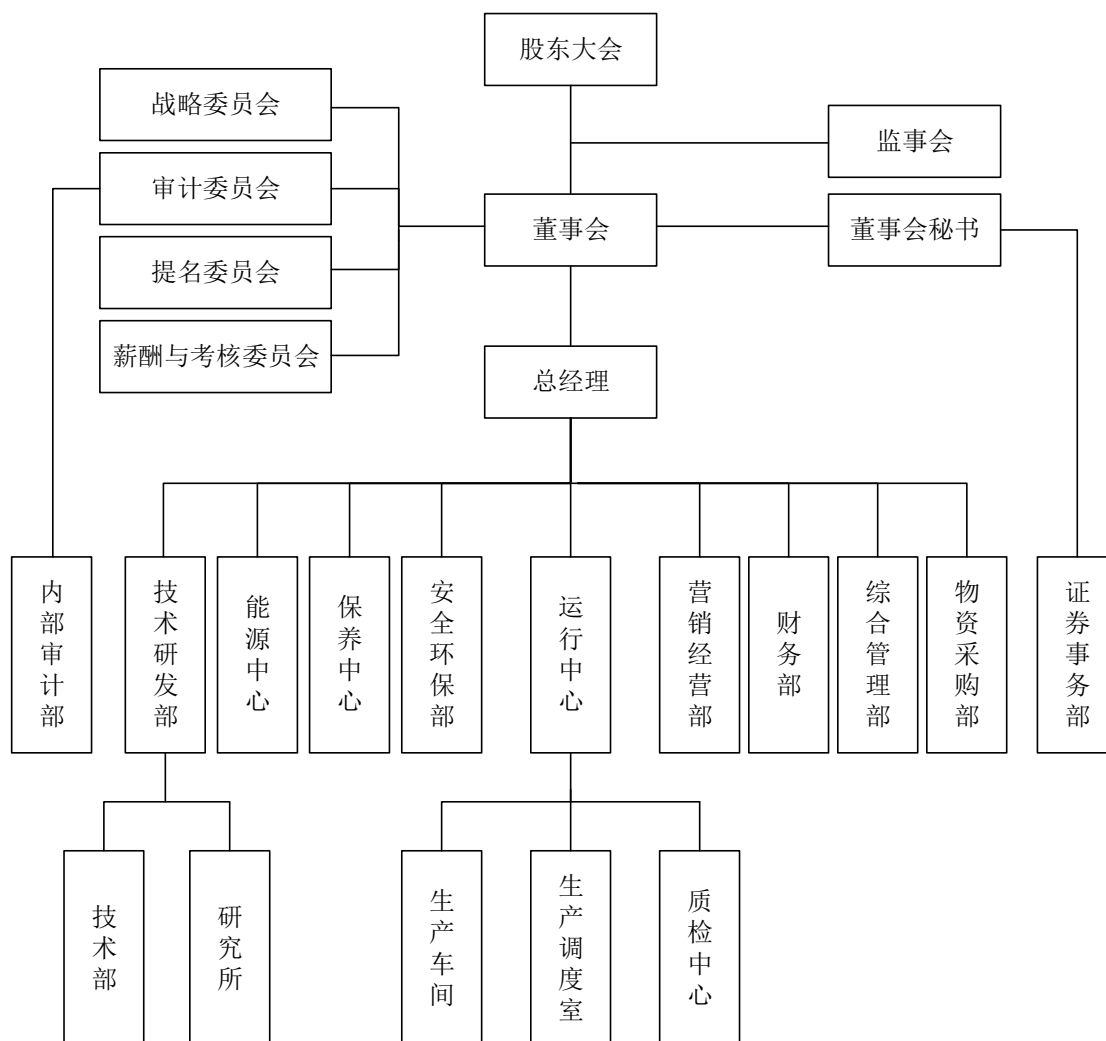 股东大会
战略委员会
监事会
审计委员会
董事会
董事会秘书
提名委员会
薪酬与考核委员会
总经理
内部审计部
技术研发部
能源中心
保养中心
安全环保部
运行中心
营销经营部
财务部
综合管理部
物资采购部
证券事务部
技术部
研究所
生产车间
生产调度室
质检中心